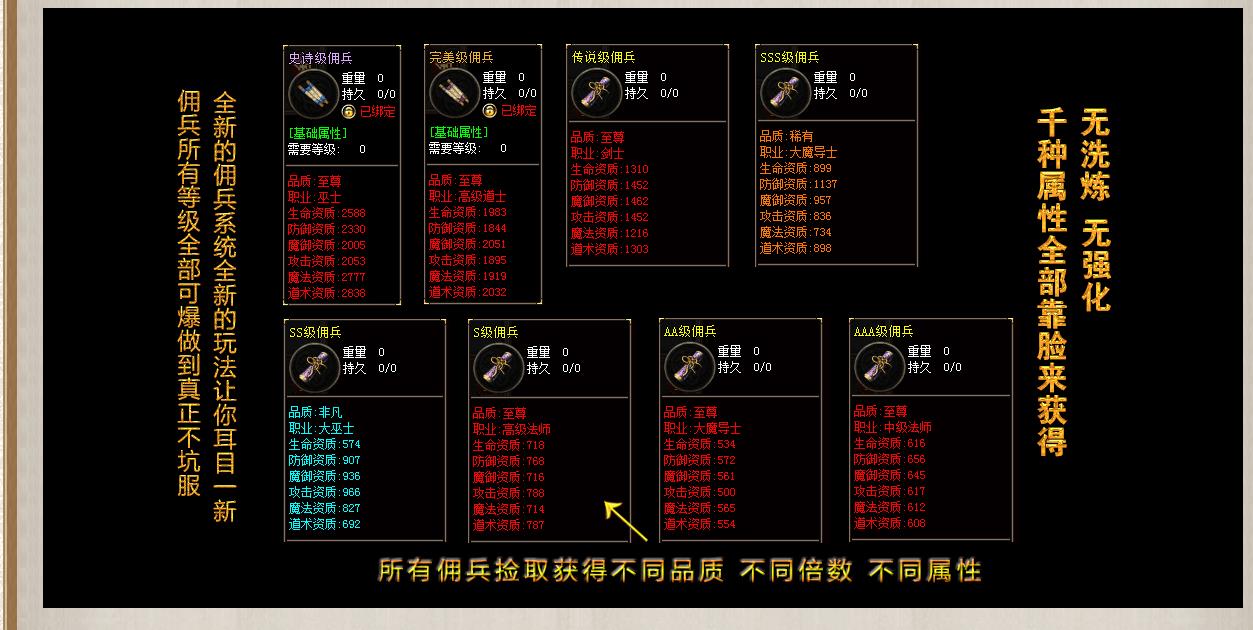 全新的佣兵系统全新的玩法让你耳目一新
佣兵所有等级全部可爆做到真正不坑服
史诗级佣兵
重量 0
持久 0/0
已绑定
[基础属性]
需要等级: 0
品质:至尊
职业:巫士
生命资质:2588
防御资质:2330
魔御资质:2005
攻击资质:2053
魔法资质:2777
道术资质:2838
完美级佣兵
重量 0
持久 0/0
已绑定
[基础属性]
需要等级: 0
品质:至尊
职业:高级道士
生命资质:1983
防御资质:1844
魔御资质:2051
攻击资质:1895
魔法资质:1919
道术资质:2032
传说级佣兵
重量 0
持久 0/0
品质:至尊
职业:剑士
生命资质:1310
防御资质:1452
魔御资质:1462
攻击资质:1452
魔法资质:1216
道术资质:1303
SSS级佣兵
重量 0
持久 0/0
品质:稀有
职业:大魔导士
生命资质:899
防御资质:1137
魔御资质:957
攻击资质:836
魔法资质:734
道术资质:898
SS级佣兵
重量 0
持久 0/0
品质:非凡
职业:大巫士
生命资质:574
防御资质:907
魔御资质:936
攻击资质:966
魔法资质:827
道术资质:692
S级佣兵
重量 0
持久 0/0
品质:至尊
职业:高级法师
生命资质:718
防御资质:768
魔御资质:716
攻击资质:788
魔法资质:714
道术资质:787
AA级佣兵
重量 0
持久 0/0
品质:至尊
职业:大魔导士
生命资质:534
防御资质:572
魔御资质:561
攻击资质:500
魔法资质:565
道术资质:554
AAA级佣兵
重量 0
持久 0/0
品质:至尊
职业:中级法师
生命资质:616
防御资质:656
魔御资质:645
攻击资质:617
魔法资质:612
道术资质:608
无洗炼 无强化
千种属性全部靠脸来获得
所有佣兵捡取获得不同品质 不同倍数 不同属性